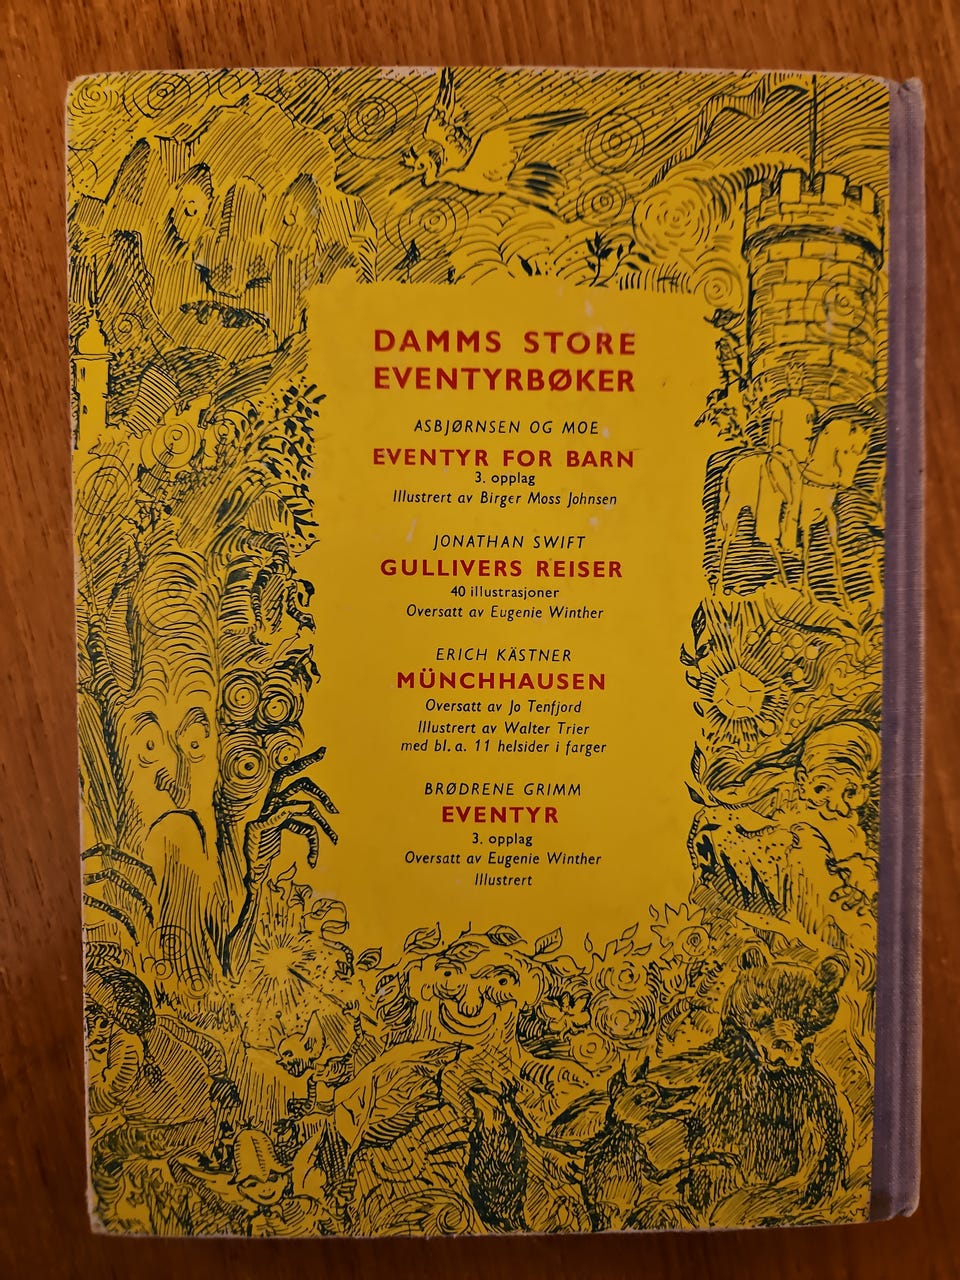 DAMMS STORE
EVENTYRBØKER
ASBJØRNSEN OG MOE
EVENTYR FOR BARN
3. opplag
Illustrert av Birger Moss Johnsen
JONATHAN SWIFT
GULLIVERS REISER
40 illustrasjoner
Oversatt av Eugenie Winther
ERICH KÄSTNER
MÜNCHHAUSEN
Oversatt av Jo Tenfjord
Illustrert av Walter Trier
med bl. a. 11 helsider i farger
BRØDRENE GRIMM
EVENTYR
3. opplag
Oversatt av Eugenie Winther
Illustrert